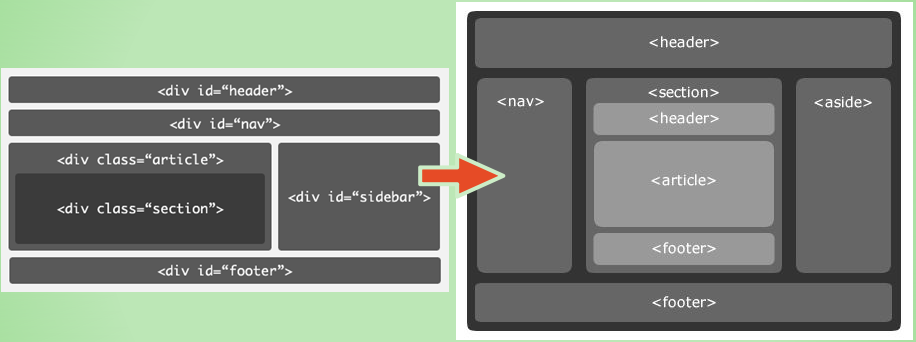 <div id=“header”>
<div id=“nav”>
<div class=“article”>
<div class=“section”>
<div id=“sidebar”>
<div id=“footer”>
<header>
<nav>
<section>
<header>
<article>
<footer>
<aside>
<footer>